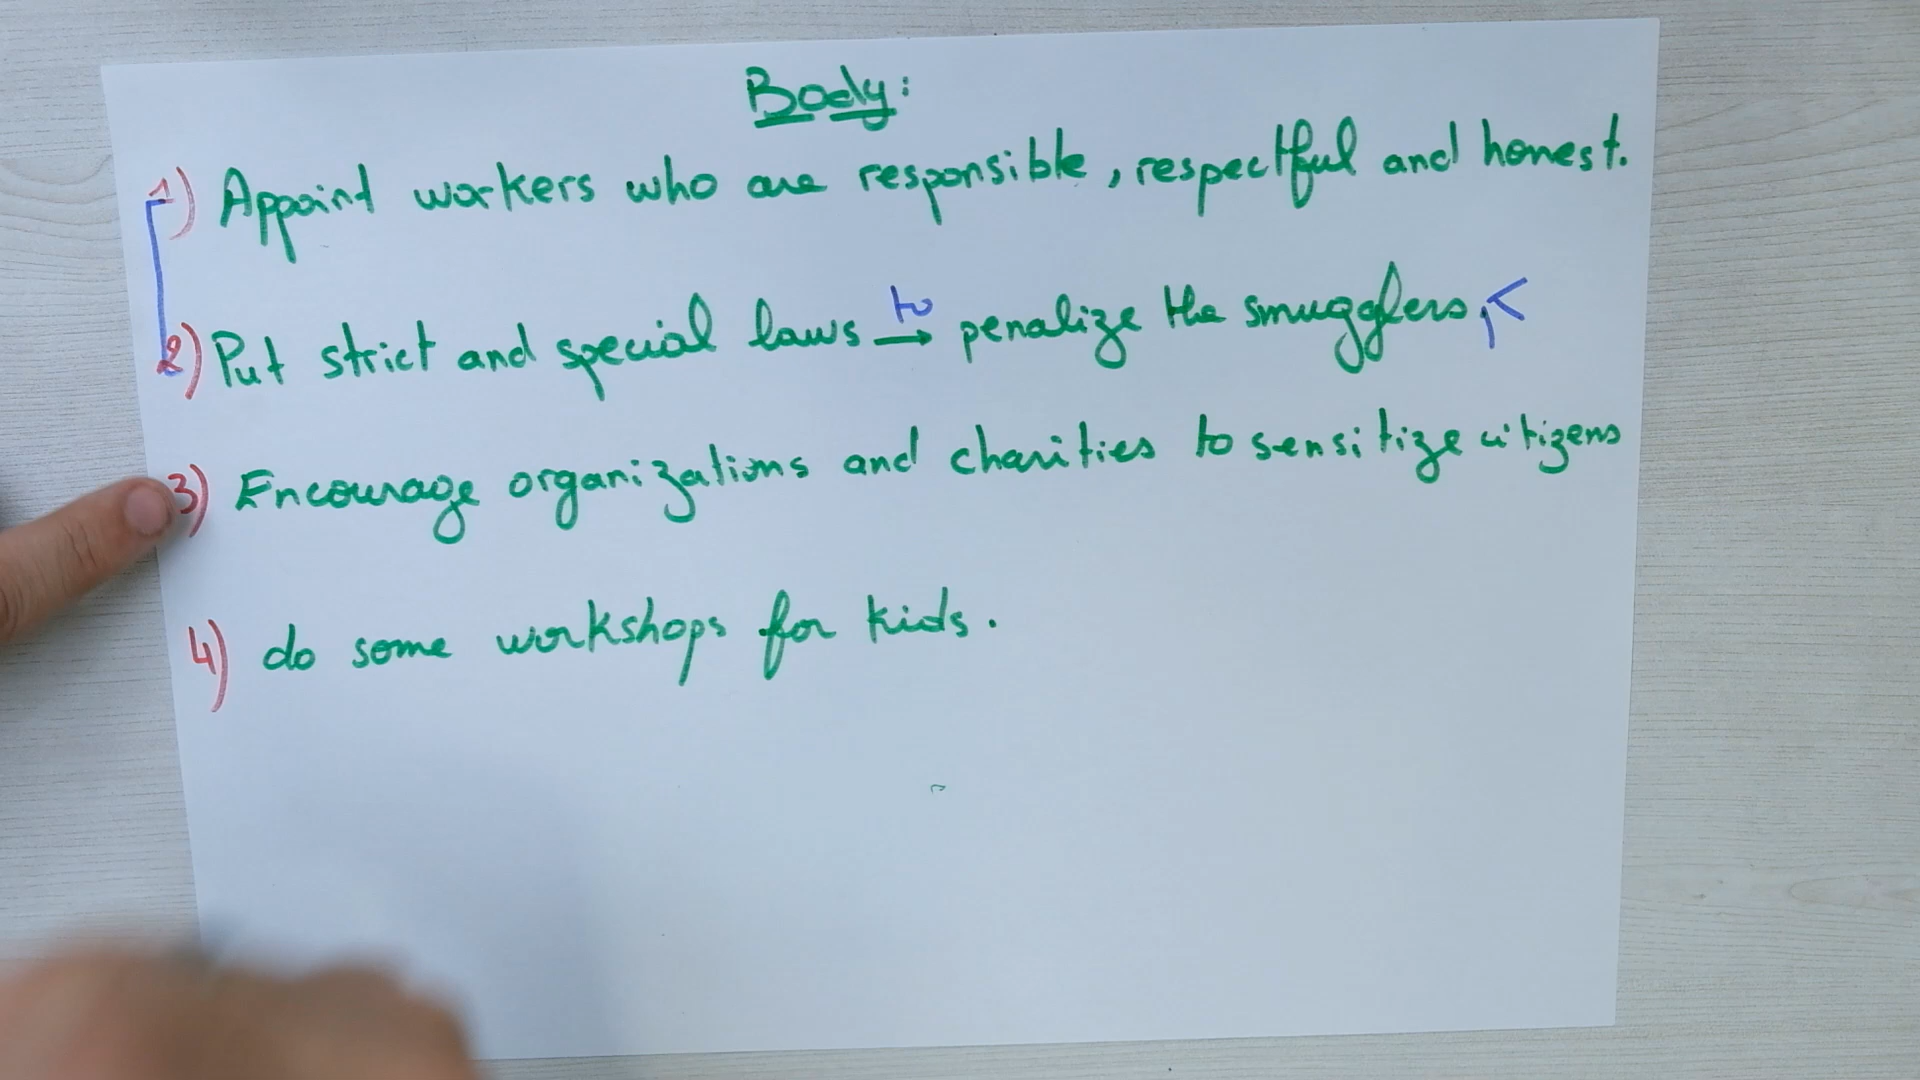 Body:
1) Appoint workers who are responsible, respectful and honest.
2) Put strict and special laws → to penalize the smugglers,
3) Encourage organizations and charities to sensitize citizens
4) do some workshops for kids.